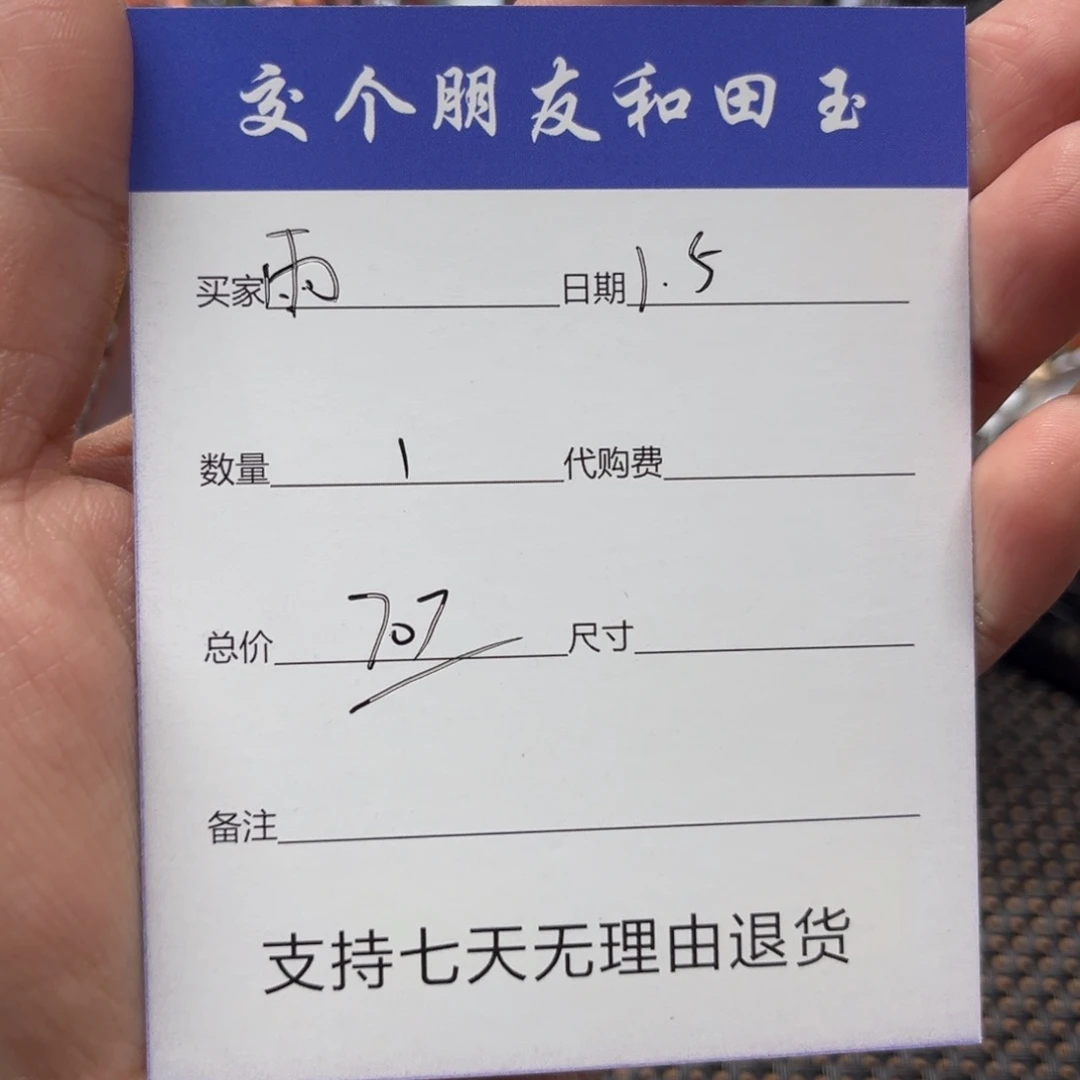 交个朋友和田玉
买家 雨 日期 1.5
数量 1 代购费
总价 707 尺寸
备注
支持七天无理由退货